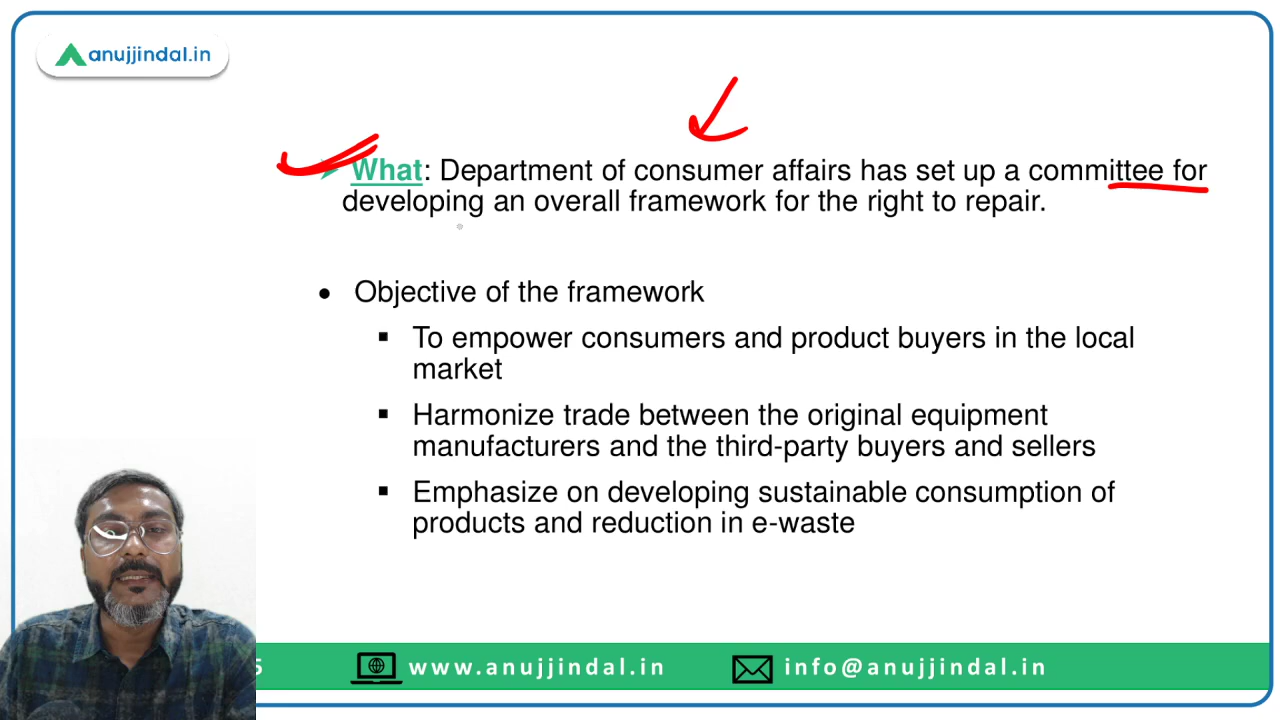 anujjindal.in
What: Department of consumer affairs has set up a committee for
developing an overall framework for the right to repair.
• Objective of the framework
▪ To empower consumers and product buyers in the local
market
▪ Harmonize trade between the original equipment
manufacturers and the third-party buyers and sellers
▪ Emphasize on developing sustainable consumption of
products and reduction in e-waste
5 www.anujjindal.in info@anujjindal.in